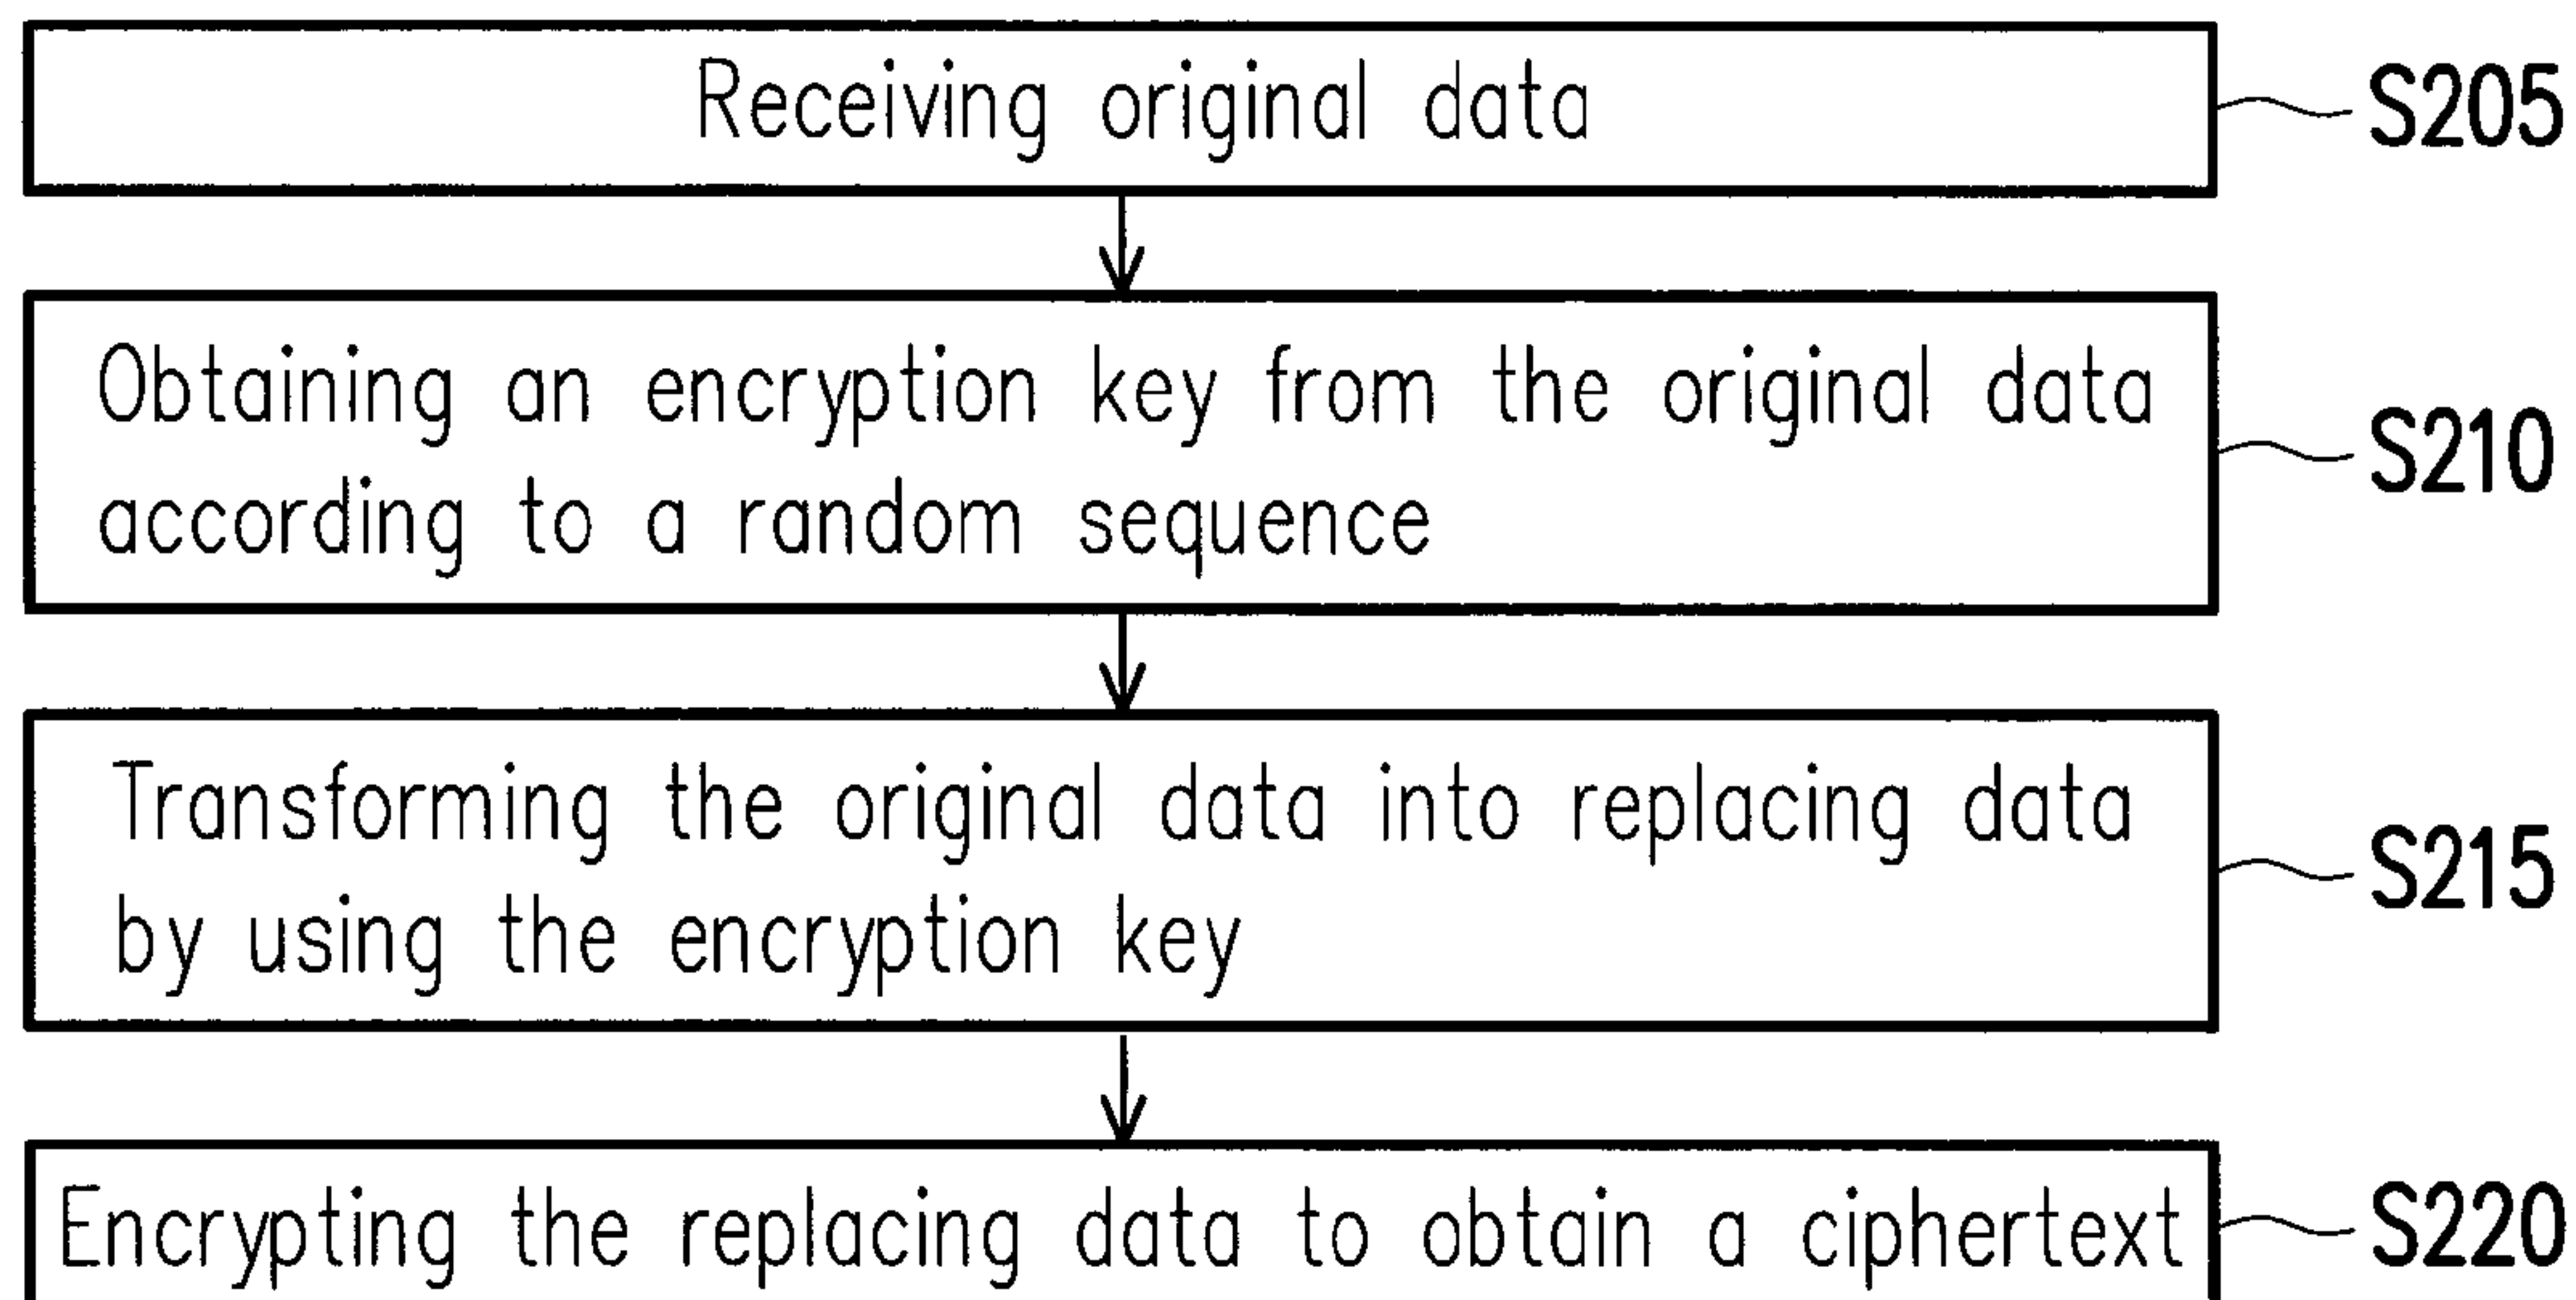 Receiving original data
S205
Obtaining an encryption key from the original data
according to a random sequence
S210
Transforming the original data into replacing data
by using the encryption key
S215
Encrypting the replacing data to obtain a ciphertext
S220